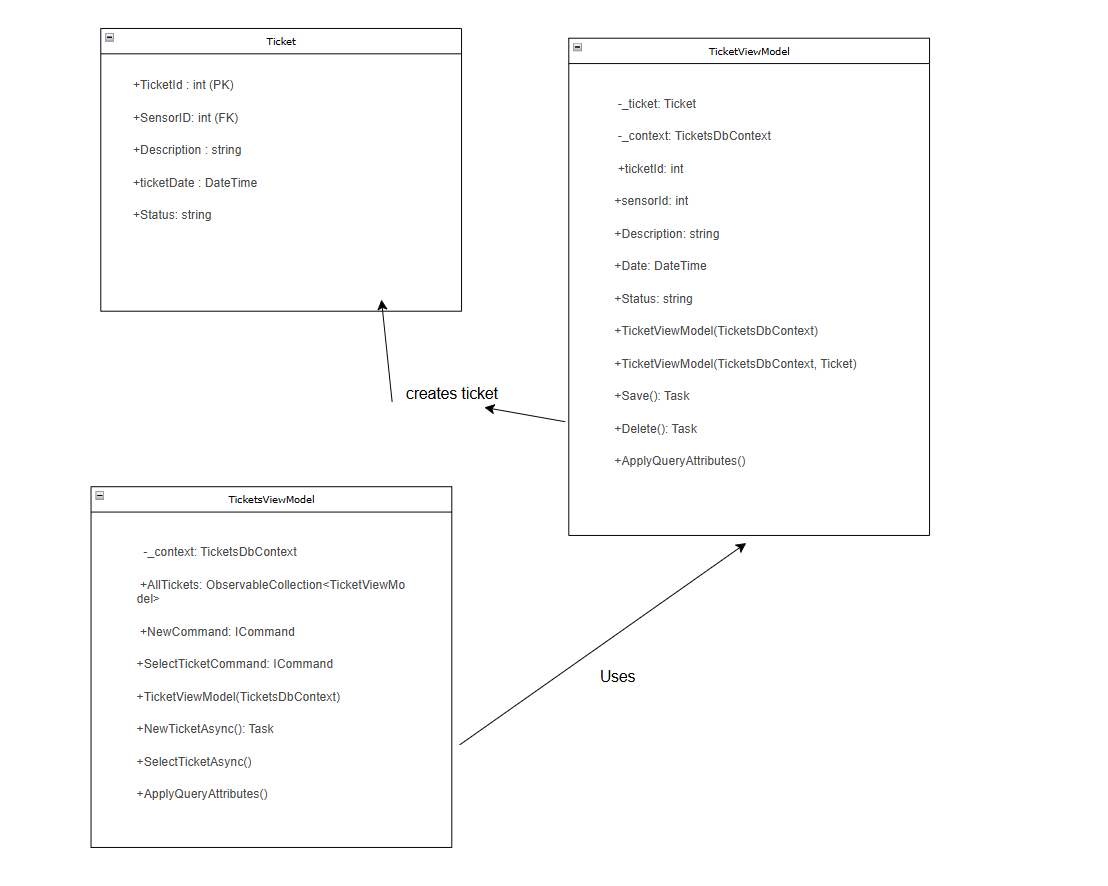 Ticket
+TicketId : int (PK)
+SensorID: int (FK)
+Description : string
+ticketDate : DateTime
+Status: string
TicketViewModel
-_ticket: Ticket
-_context: TicketsDbContext
+ticketId: int
+sensorId: int
+Description: string
+Date: DateTime
+Status: string
+TicketViewModel(TicketsDbContext)
+TicketViewModel(TicketsDbContext, Ticket)
+Save(): Task
+Delete(): Task
+ApplyQueryAttributes()
creates ticket
TicketsViewModel
-_context: TicketsDbContext
+AllTickets: ObservableCollection<TicketViewMo
del>
+NewCommand: ICommand
+SelectTicketCommand: ICommand
+TicketViewModel(TicketsDbContext)
+NewTicketAsync(): Task
+SelectTicketAsync()
+ApplyQueryAttributes()
Uses